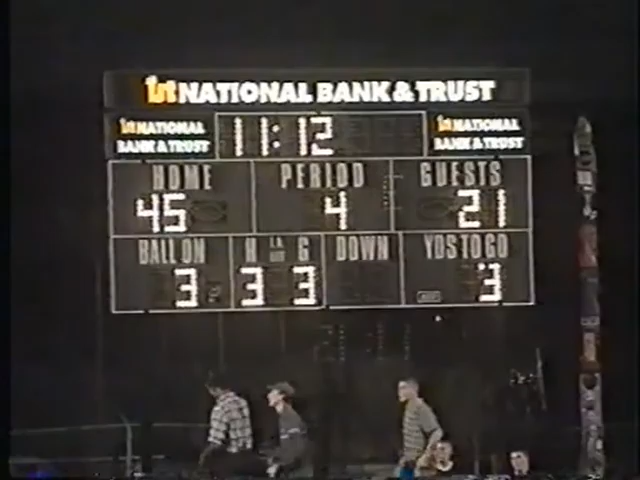 1st NATIONAL BANK & TRUST
1st NATIONAL BANK & TRUST
11:12
1st NATIONAL BANK & TRUST
HOME PERIOD GUESTS
45 4 21
BALL ON H G DOWN YDS TO GO
3 3 3 3